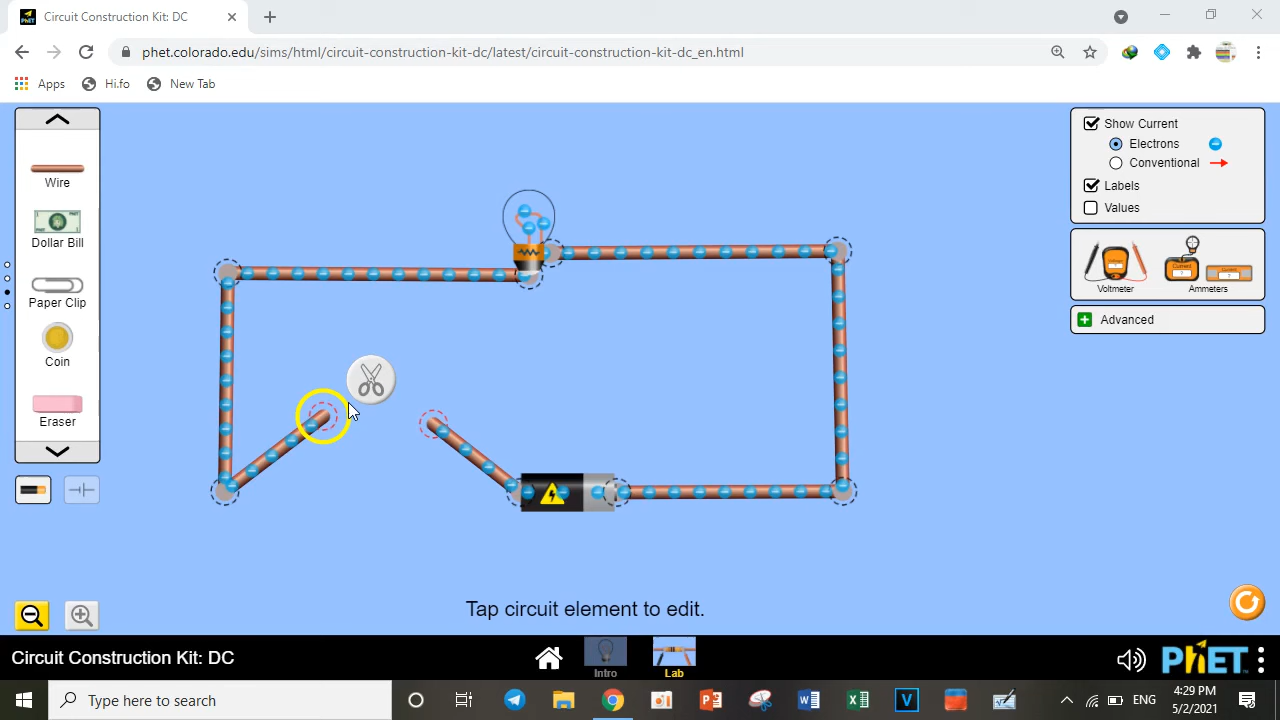 Circuit Construction Kit: DC
phet.colorado.edu/sims/html/circuit-construction-kit-dc/latest/circuit-construction-kit-dc_en.html
Apps
Hi.fo
New Tab
Wire
Dollar Bill
Paper Clip
Coin
Eraser
Show Current
Electrons
Conventional
Labels
Values
Voltmeter
Ammeters
Advanced
Tap circuit element to edit.
Circuit Construction Kit: DC
Intro
Lab
PhET
Type here to search
ENG
4:29 PM
5/2/2021